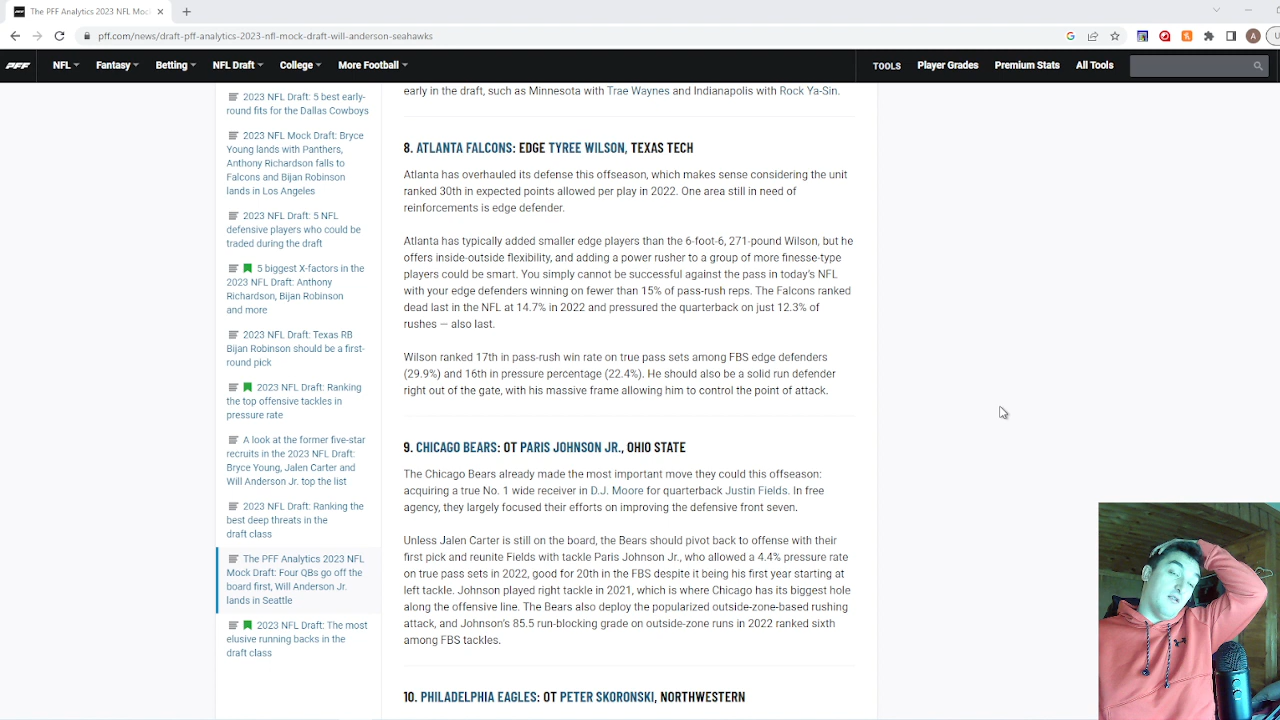 The PFF Analytics 2023 NFL Moc
pff.com/news/draft-pff-analytics-2023-nfl-mock-draft-will-anderson-seahawks
PFF
NFL
Fantasy
Betting
NFL Draft
College
More Football
TOOLS
Player Grades
Premium Stats
All Tools
2023 NFL Draft: 5 best early-
round fits for the Dallas Cowboys
2023 NFL Mock Draft: Bryce
Young lands with Panthers,
Anthony Richardson falls to
Falcons and Bijan Robinson
lands in Los Angeles
2023 NFL Draft: 5 NFL
defensive players who could be
traded during the draft
5 biggest X-factors in the
2023 NFL Draft: Anthony
Richardson, Bijan Robinson
and more
2023 NFL Draft: Texas RB
Bijan Robinson should be a first-
round pick
2023 NFL Draft: Ranking
the top offensive tackles in
pressure rate
A look at the former five-star
recruits in the 2023 NFL Draft:
Bryce Young, Jalen Carter and
Will Anderson Jr. top the list
2023 NFL Draft: Ranking the
best deep threats in the
draft class
The PFF Analytics 2023 NFL
Mock Draft: Four QBs go off the
board first, Will Anderson Jr.
lands in Seattle
2023 NFL Draft: The most
elusive running backs in the
draft class
early in the draft, such as Minnesota with Trae Waynes and Indianapolis with Rock Ya-Sin.
8. ATLANTA FALCONS: EDGE TYREE WILSON, TEXAS TECH
Atlanta has overhauled its defense this offseason, which makes sense considering the unit
ranked 30th in expected points allowed per play in 2022. One area still in need of
reinforcements is edge defender.
Atlanta has typically added smaller edge players than the 6-foot-6, 271-pound Wilson, but he
offers inside-outside flexibility, and adding a power rusher to a group of more finesse-type
players could be smart. You simply cannot be successful against the pass in today's NFL
with your edge defenders winning on fewer than 15% of pass-rush reps. The Falcons ranked
dead last in the NFL at 14.7% in 2022 and pressured the quarterback on just 12.3% of
rushes — also last.
Wilson ranked 17th in pass-rush win rate on true pass sets among FBS edge defenders
(29.9%) and 16th in pressure percentage (22.4%). He should also be a solid run defender
right out of the gate, with his massive frame allowing him to control the point of attack.
9. CHICAGO BEARS: OT PARIS JOHNSON JR., OHIO STATE
The Chicago Bears already made the most important move they could this offseason:
acquiring a true No. 1 wide receiver in D.J. Moore for quarterback Justin Fields. In free
agency, they largely focused their efforts on improving the defensive front seven.
Unless Jalen Carter is still on the board, the Bears should pivot back to offense with their
first pick and reunite Fields with tackle Paris Johnson Jr., who allowed a 4.4% pressure rate
on true pass sets in 2022, good for 20th in the FBS despite it being his first year starting at
left tackle. Johnson played right tackle in 2021, which is where Chicago has its biggest hole
along the offensive line. The Bears also deploy the popularized outside-zone-based rushing
attack, and Johnson's 85.5 run-blocking grade on outside-zone runs in 2022 ranked sixth
among FBS tackles.
10. PHILADELPHIA EAGLES: OT PETER SKORONSKI, NORTHWESTERN